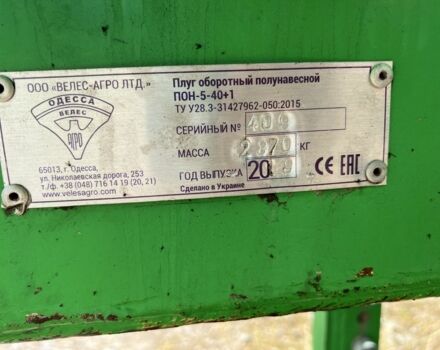 ООО "ВЕЛЕС-АГРО ЛТД."
ОДЕССА
ВЕЛЕС
АГРО
65013, г. Одесса,
ул. Николаевская дорога, 253
т./ф. +38 (048) 716 14 19 (20, 21)
www.velesagro.com
Плуг оборотный полунавесной
ПОН-5-40+1
ТУ У28.3-31427962-050:2015
СЕРИЙНЫЙ №
МАССА КГ
ГОД ВЫПУСКА 20
CE EAC
Сделано в Украине